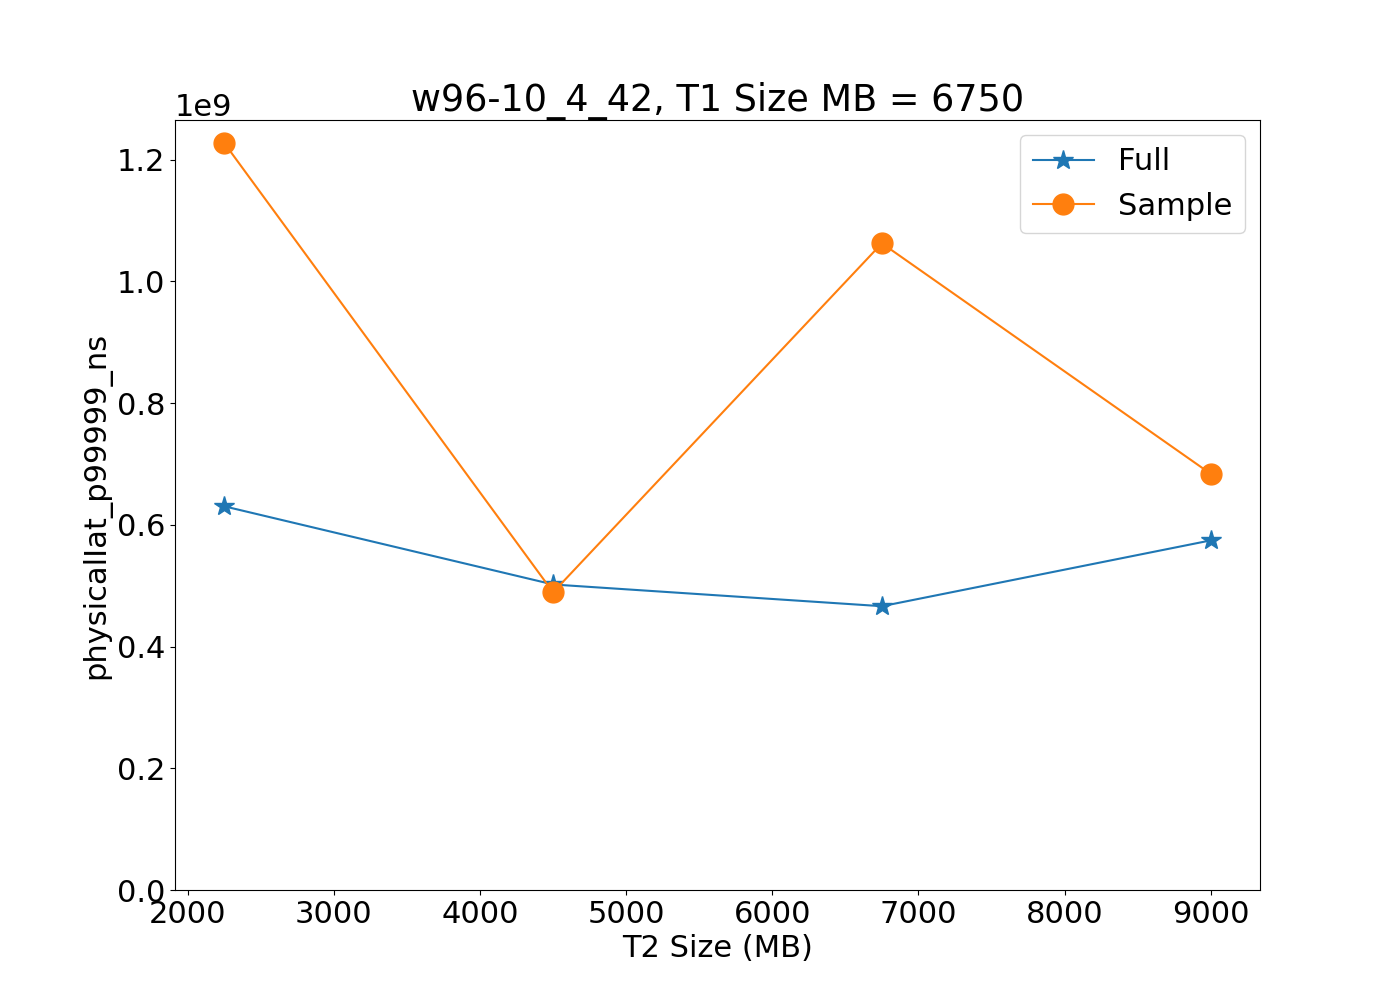 w96-10_4_42, T1 Size MB = 6750
1e9
Full
Sample
1.2
1.0
0.8
0.6
0.4
0.2
0.0
physicallat_p99999_ns
2000 3000 4000 5000 6000 7000 8000 9000
T2 Size (MB)